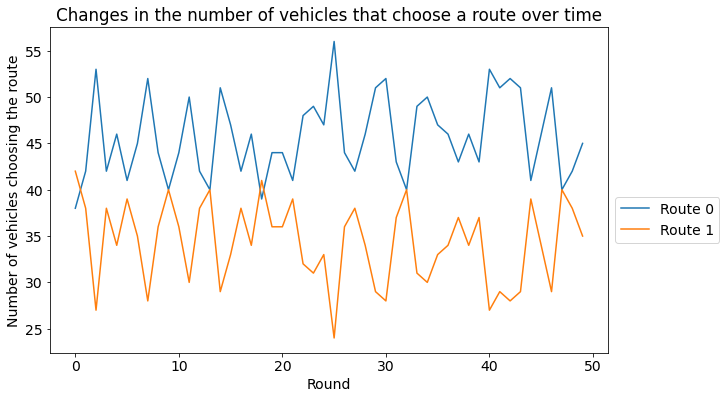 Changes in the number of vehicles that choose a route over time
Number of vehicles choosing the route
55
50
45
40
35
30
25
0
10
20
30
40
50
Round
Route 0
Route 1